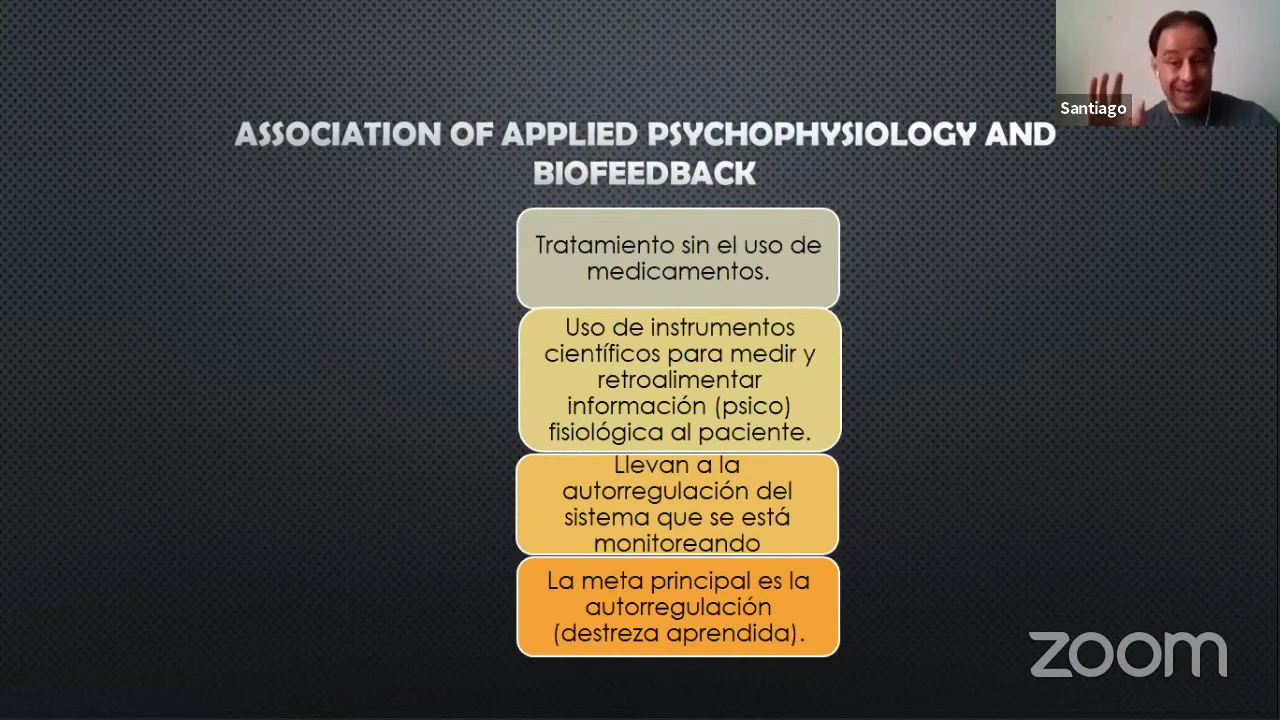 Santiago
ASSOCIATION OF APPLIED PSYCHOPHYSIOLOGY AND
BIOFEEDBACK
Tratamiento sin el uso de
medicamentos.
Uso de instrumentos
científicos para medir y
retroalimentar
información (psico)
fisiológica al paciente.
Llevan a la
autorregulación del
sistema que se está
monitoreando
La meta principal es la
autorregulación
(destreza aprendida).
zoom